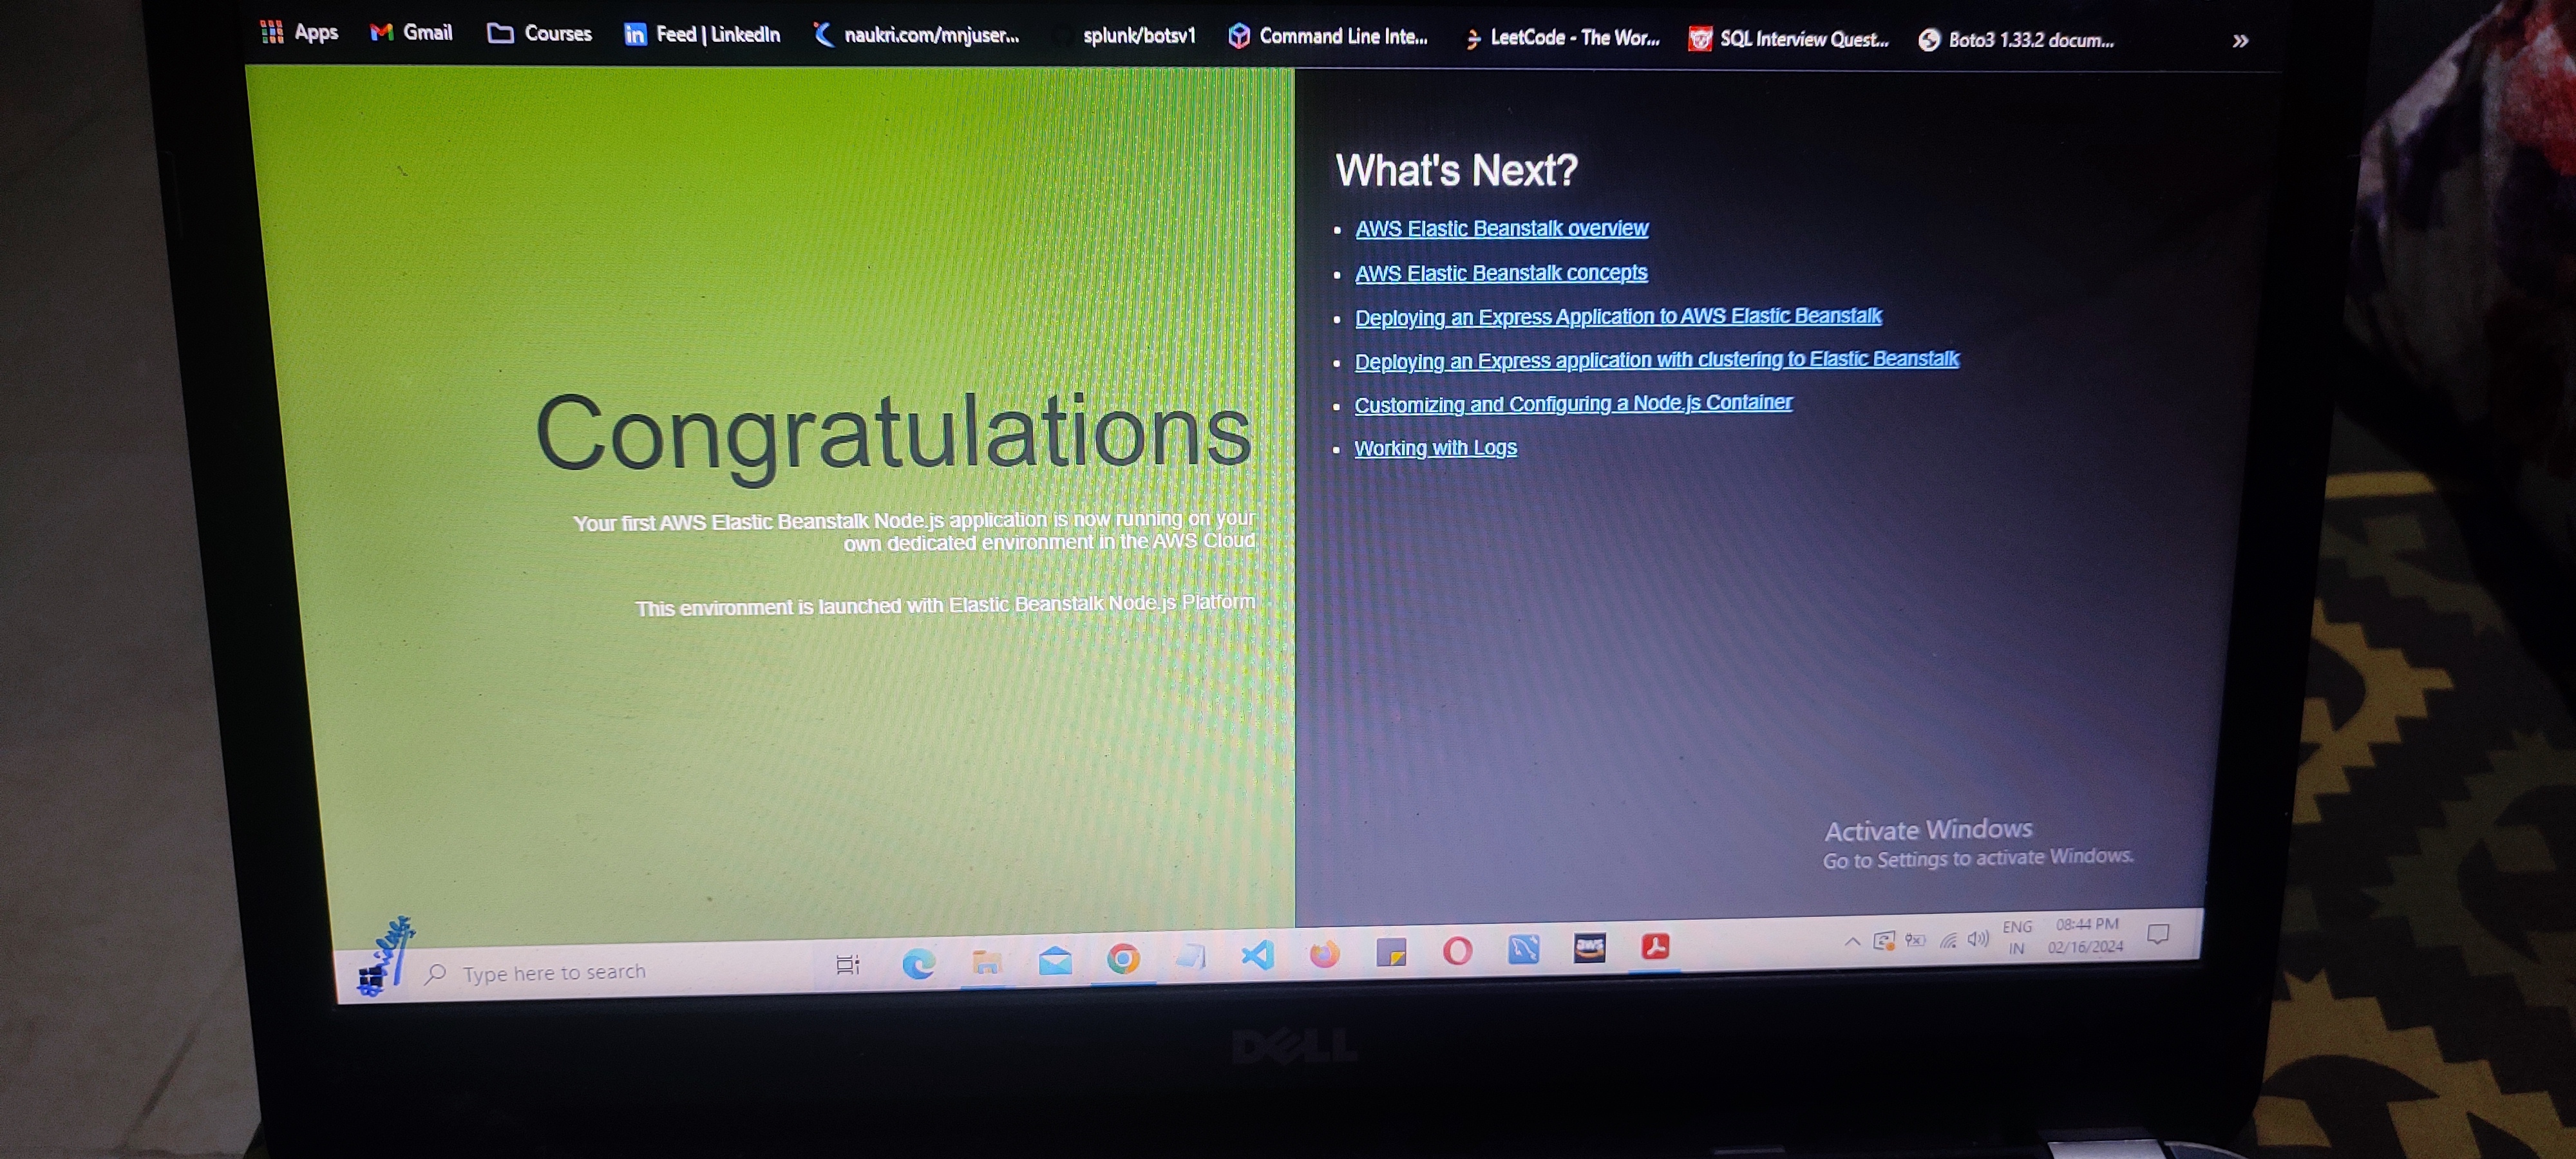 Apps Gmail Courses Feed | LinkedIn naukri.com/mnjuser... splunk/botsv1 Command Line Inte... LeetCode - The Wor... SQL Interview Quest... Boto3 1.33.2 docum... »
Congratulations
Your first AWS Elastic Beanstalk Node.js application is now running on your
own dedicated environment in the AWS Cloud
This environment is launched with Elastic Beanstalk Node.js Platform
What's Next?
AWS Elastic Beanstalk overview
AWS Elastic Beanstalk concepts
Deploying an Express Application to AWS Elastic Beanstalk
Deploying an Express application with clustering to Elastic Beanstalk
Customizing and Configuring a Node.js Container
Working with Logs
Activate Windows
Go to Settings to activate Windows.
Type here to search
aws
ENG
IN
08:44 PM
02/16/2024
DELL